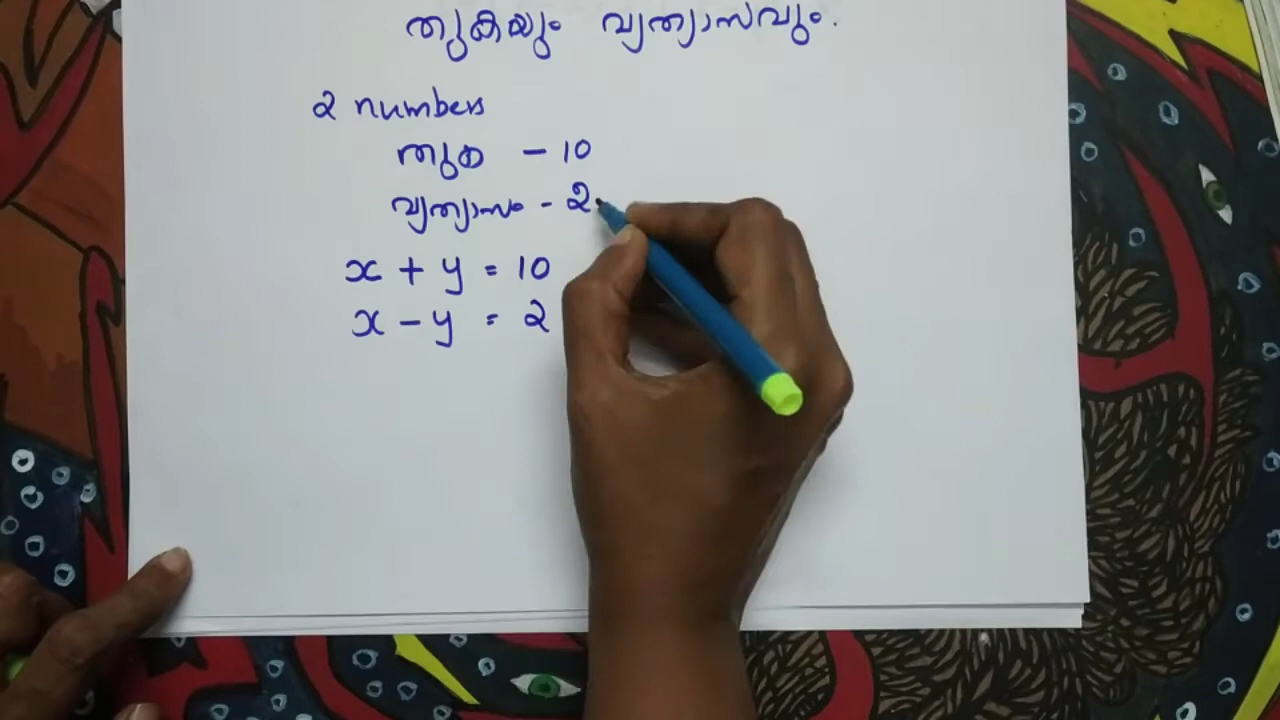 തുകയും വ്യത്യാസവും.
2 numbers
തുക - 10
വ്യത്യാസം - 2
x + y = 10
x - y = 2